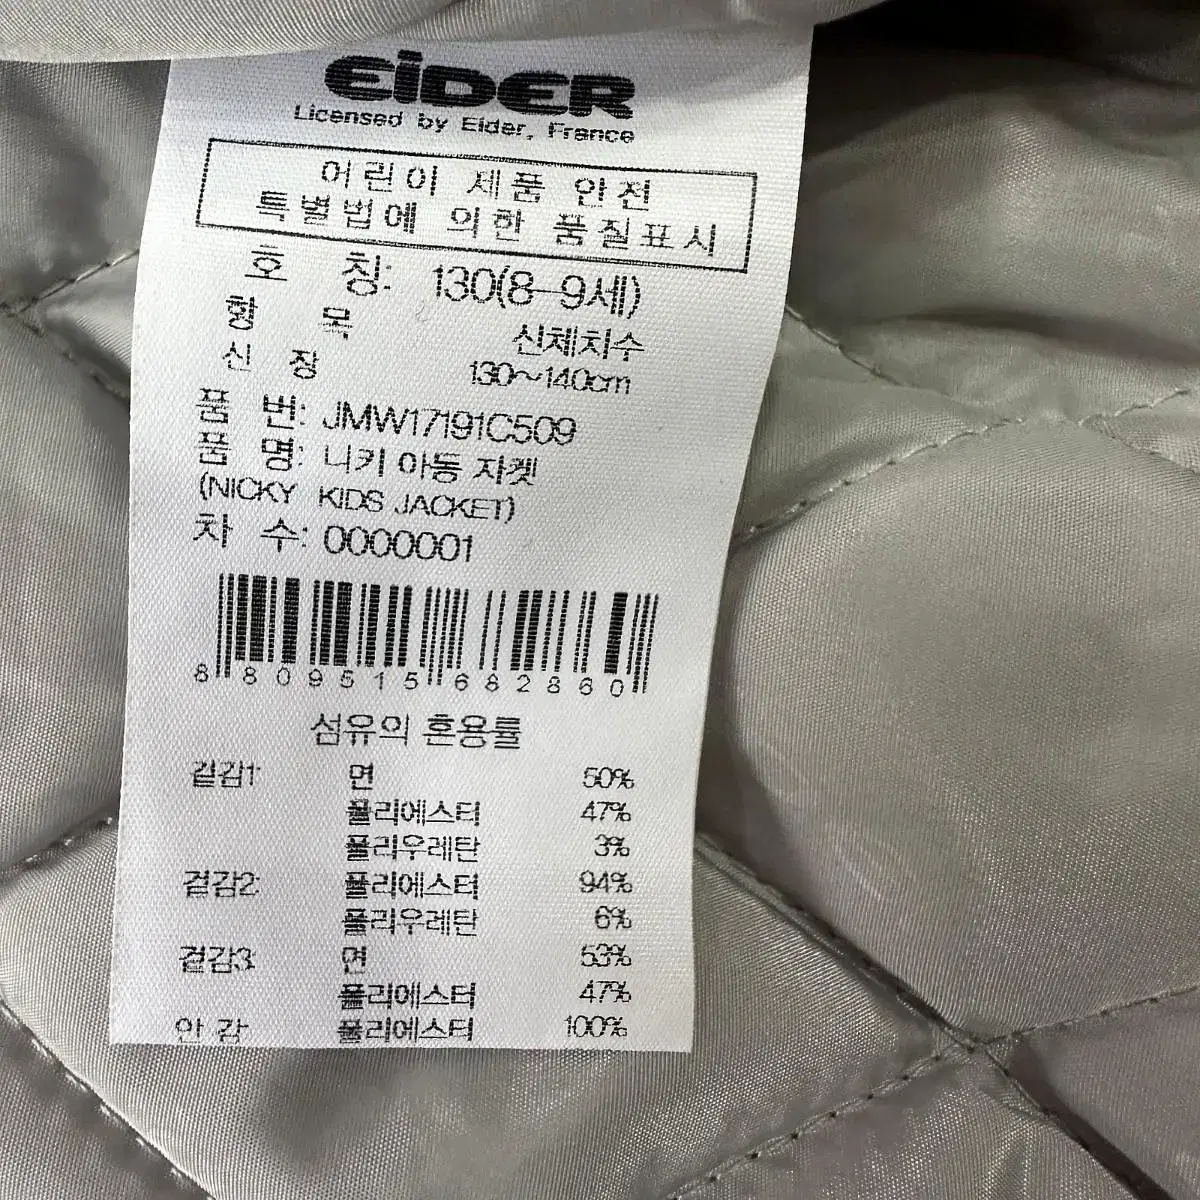 EiDER
Licensed by Eider, France
어린이 제품 안전
특별법에 의한 품질표시
호 칭: 130(8-9세)
항 목 신체치수
신 장 130~140cm
품 번: JMW17191C509
품 명: 니키 아동 자켓
(NICKY KIDS JACKET)
차 수: 0000001
8 809515 682860
섬유의 혼용률
겉감1: 면 50%
폴리에스터 47%
폴리우레탄 3%
겉감2: 폴리에스터 94%
폴리우레탄 6%
겉감3: 면 53%
폴리에스터 47%
안 감: 폴리에스터 100%